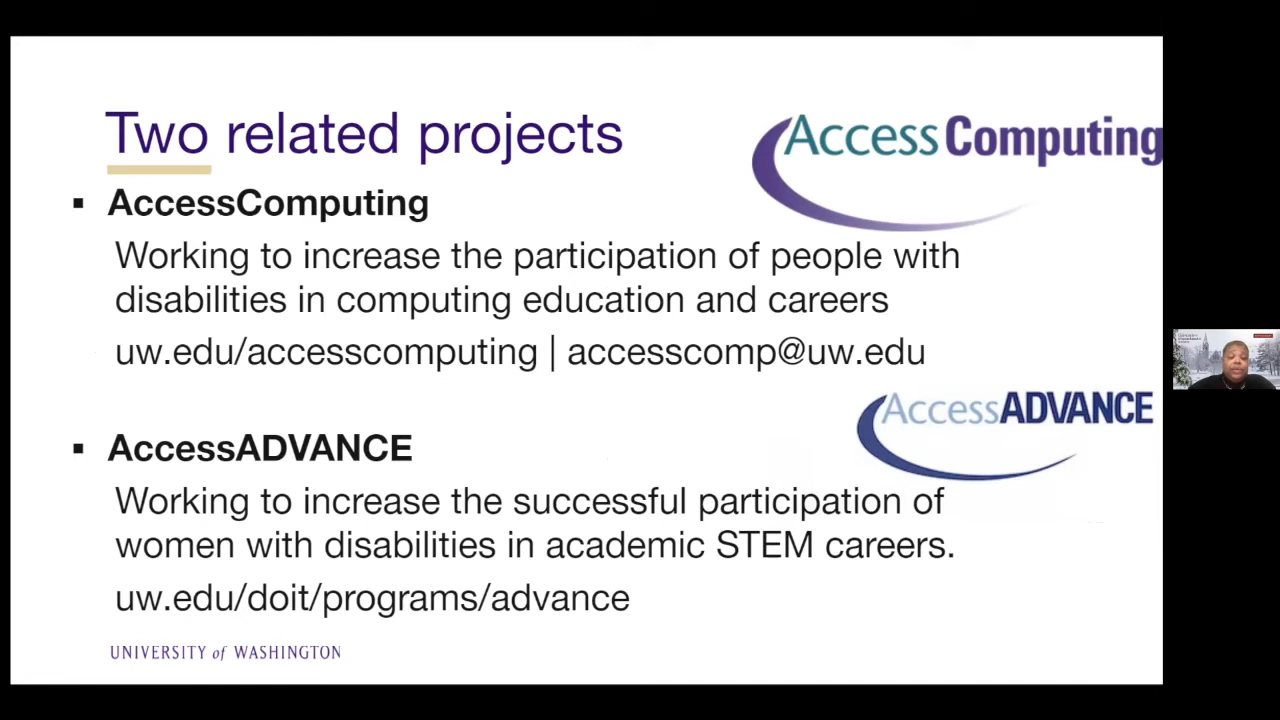 Two related projects
AccessComputing
▪ AccessComputing
Working to increase the participation of people with
disabilities in computing education and careers
uw.edu/accesscomputing | accesscomp@uw.edu
AccessADVANCE
▪ AccessADVANCE
Working to increase the successful participation of
women with disabilities in academic STEM careers.
uw.edu/doit/programs/advance
UNIVERSITY of WASHINGTON